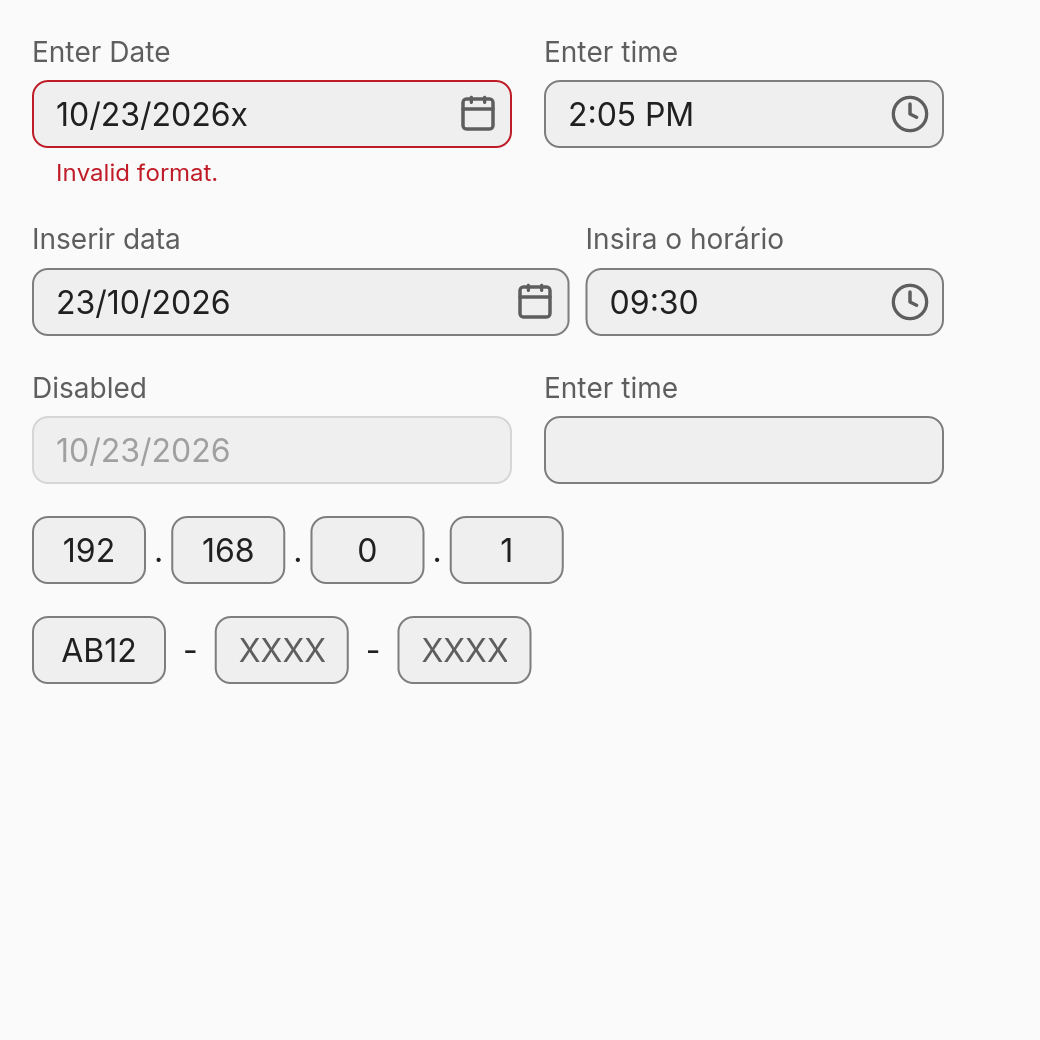 Enter Date
Enter time
10/23/2026x
2:05 PM
Invalid format.
Inserir data
Insira o horário
23/10/2026
09:30
Disabled
Enter time
10/23/2026
192 . 168 . 0 . 1
AB12 - XXXX - XXXX